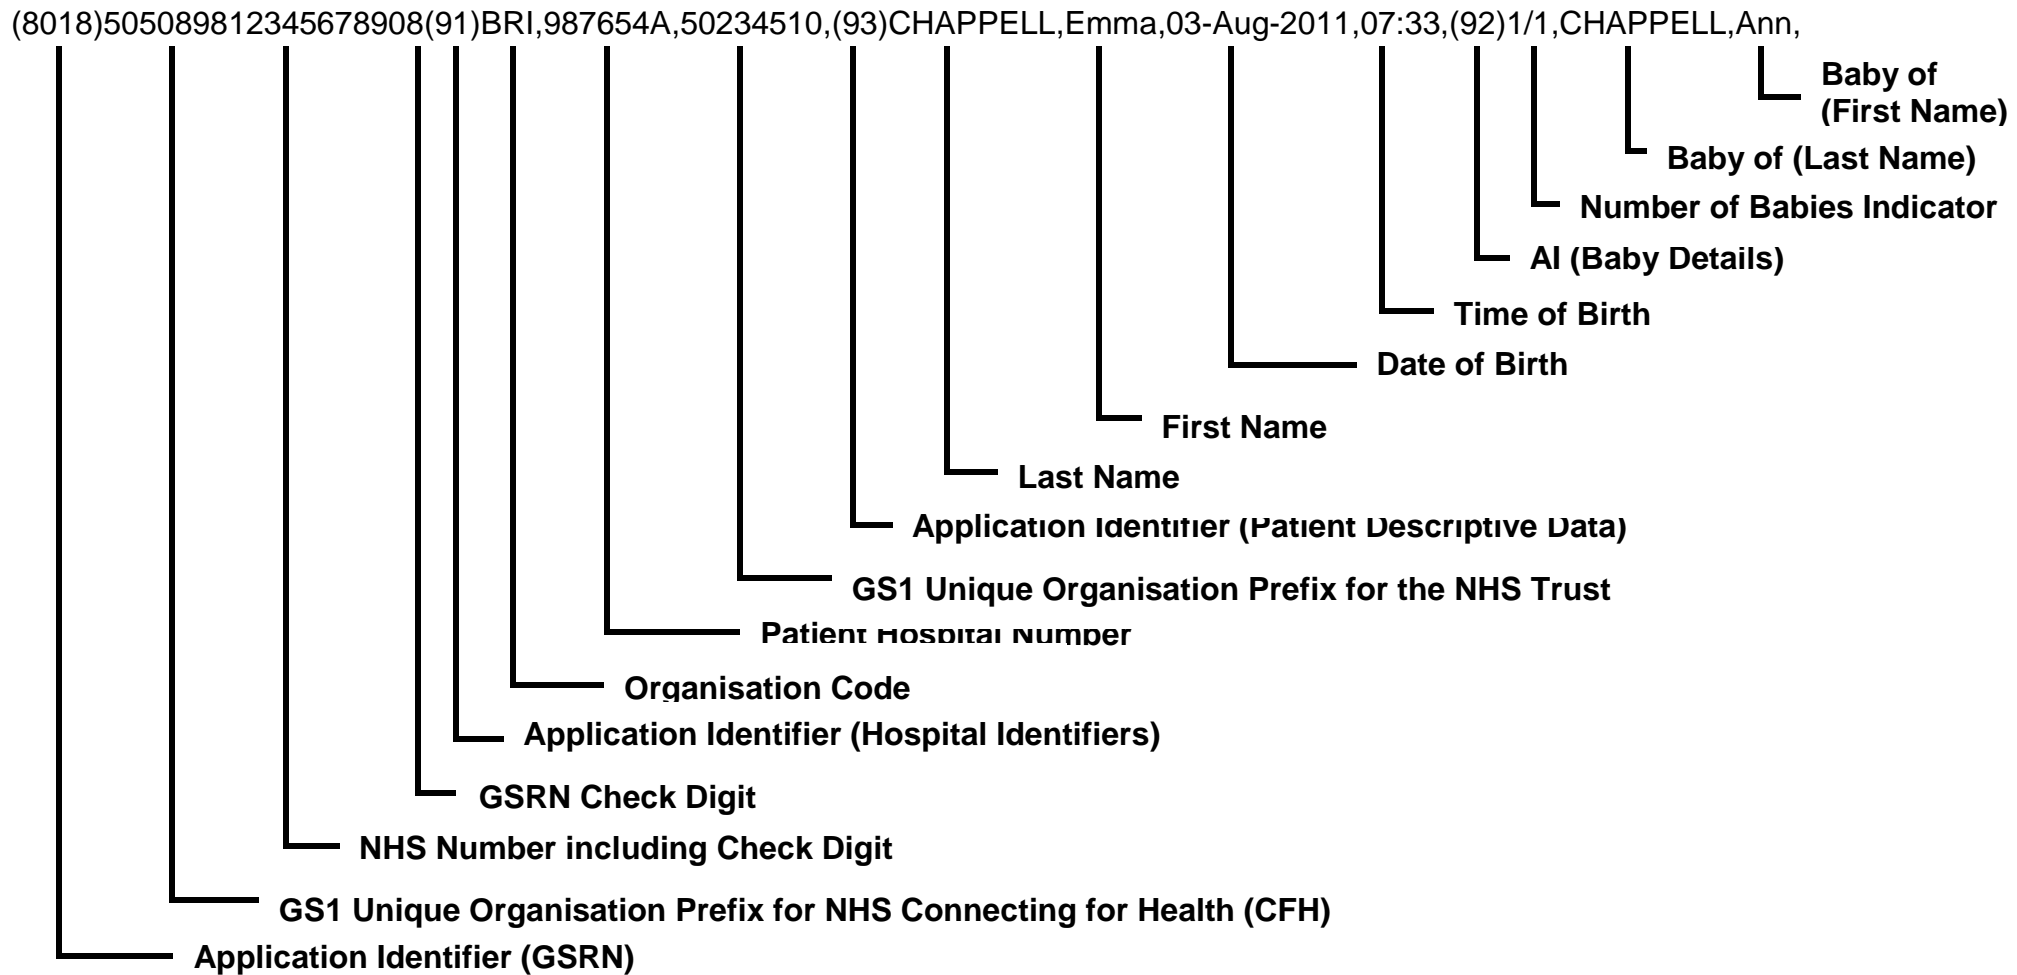 (8018)505089812345678908(91)BRI,987654A,50234510,(93)CHAPPELL,Emma,03-Aug-2011,07:33,(92)1/1,CHAPPELL,Ann,
Baby of
(First Name)
Baby of (Last Name)
Number of Babies Indicator
AI (Baby Details)
Time of Birth
Date of Birth
First Name
Last Name
Application Identifier (Patient Descriptive Data)
GS1 Unique Organisation Prefix for the NHS Trust
Patient Hospital Number
Organisation Code
Application Identifier (Hospital Identifiers)
GSRN Check Digit
NHS Number including Check Digit
GS1 Unique Organisation Prefix for NHS Connecting for Health (CFH)
Application Identifier (GSRN)